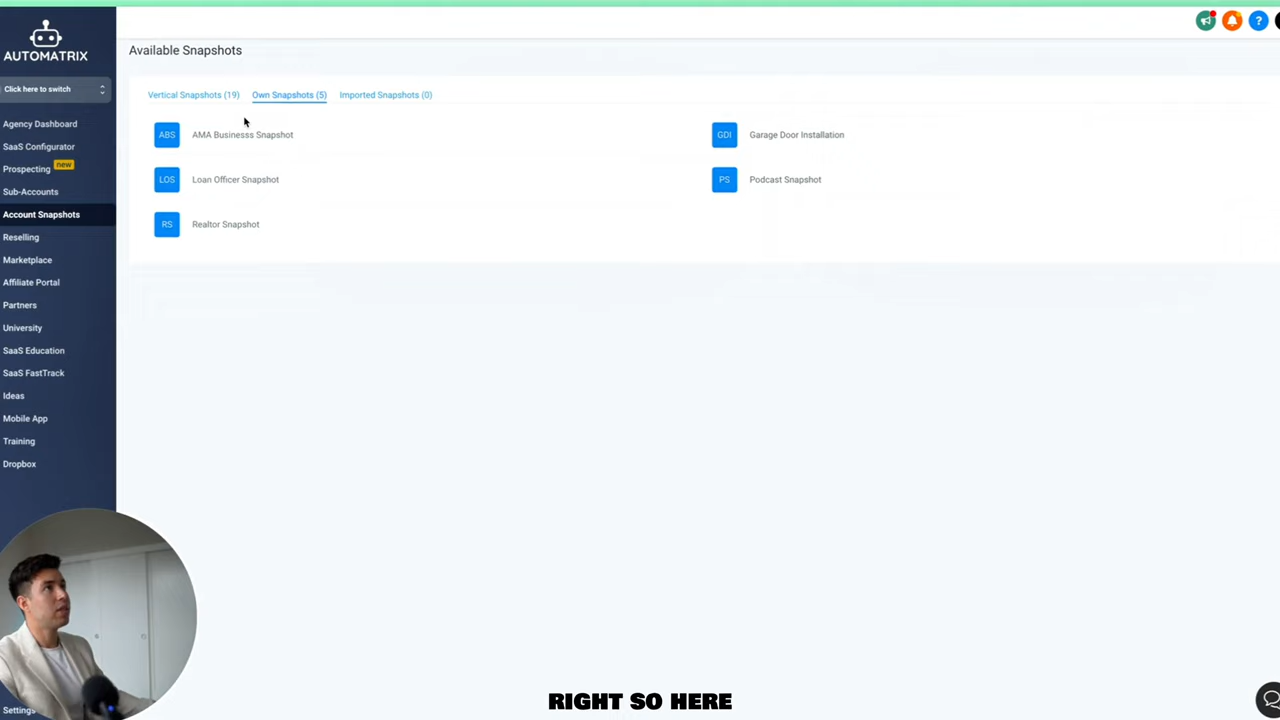 AUTOMATRIX
Click here to switch
Agency Dashboard
SaaS Configurator
Prospecting new
Sub-Accounts
Account Snapshots
Reselling
Marketplace
Affiliate Portal
Partners
University
SaaS Education
SaaS FastTrack
Ideas
Mobile App
Training
Dropbox
Settings
?
Available Snapshots
Vertical Snapshots (19) Own Snapshots (5) Imported Snapshots (0)
ABS AMA Businesss Snapshot
GDI Garage Door Installation
LOS Loan Officer Snapshot
PS Podcast Snapshot
RS Realtor Snapshot
RIGHT SO HERE